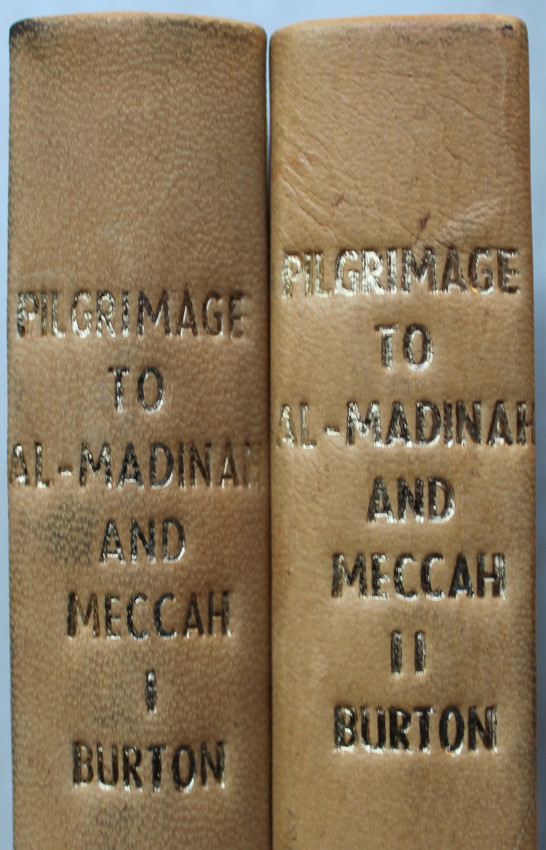 PILGRIMAGE
TO
AL-MADINAH
AND
MECCAH
I
BURTON
PILGRIMAGE
TO
AL-MADINAH
AND
MECCAH
II
BURTON